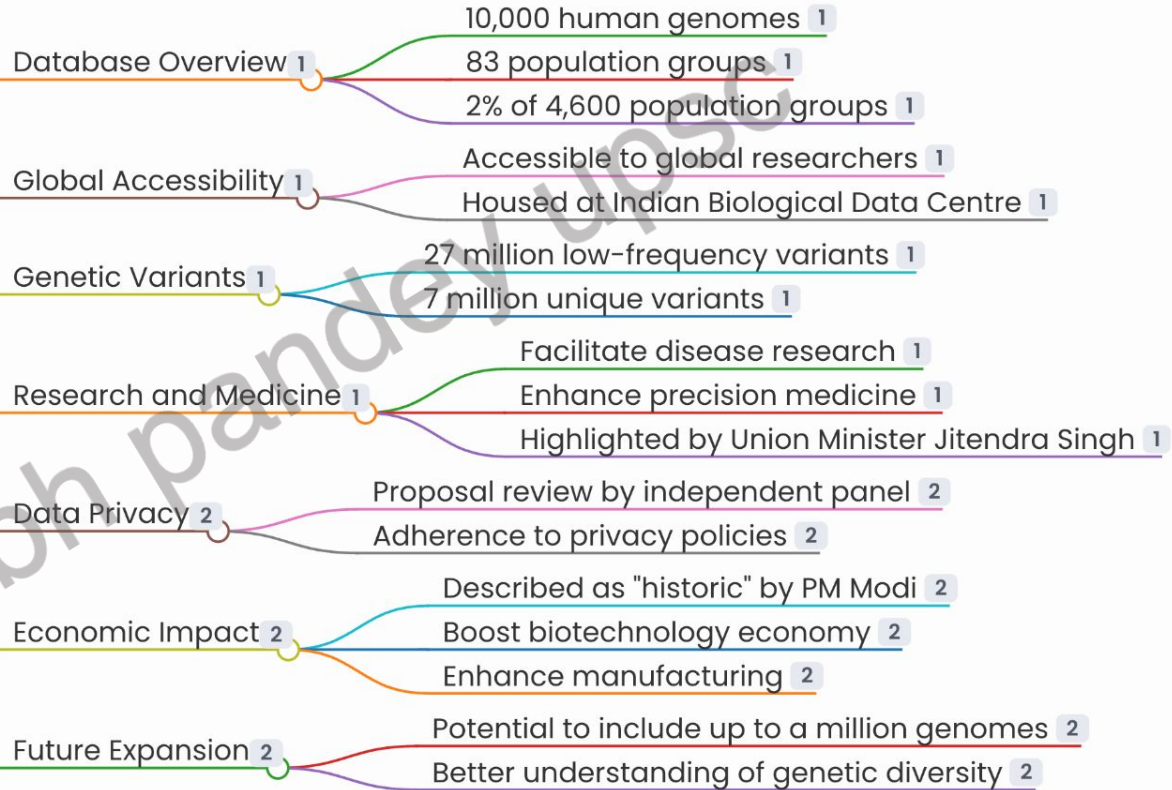 Database Overview 1
10,000 human genomes 1
83 population groups 1
2% of 4,600 population groups 1
Global Accessibility 1
Accessible to global researchers 1
Housed at Indian Biological Data Centre 1
Genetic Variants 1
27 million low-frequency variants 1
7 million unique variants 1
Research and Medicine 1
Facilitate disease research 1
Enhance precision medicine 1
Highlighted by Union Minister Jitendra Singh 1
Data Privacy 2
Proposal review by independent panel 2
Adherence to privacy policies 2
Economic Impact 2
Described as "historic" by PM Modi 2
Boost biotechnology economy 2
Enhance manufacturing 2
Future Expansion 2
Potential to include up to a million genomes 2
Better understanding of genetic diversity 2
pandey upsc